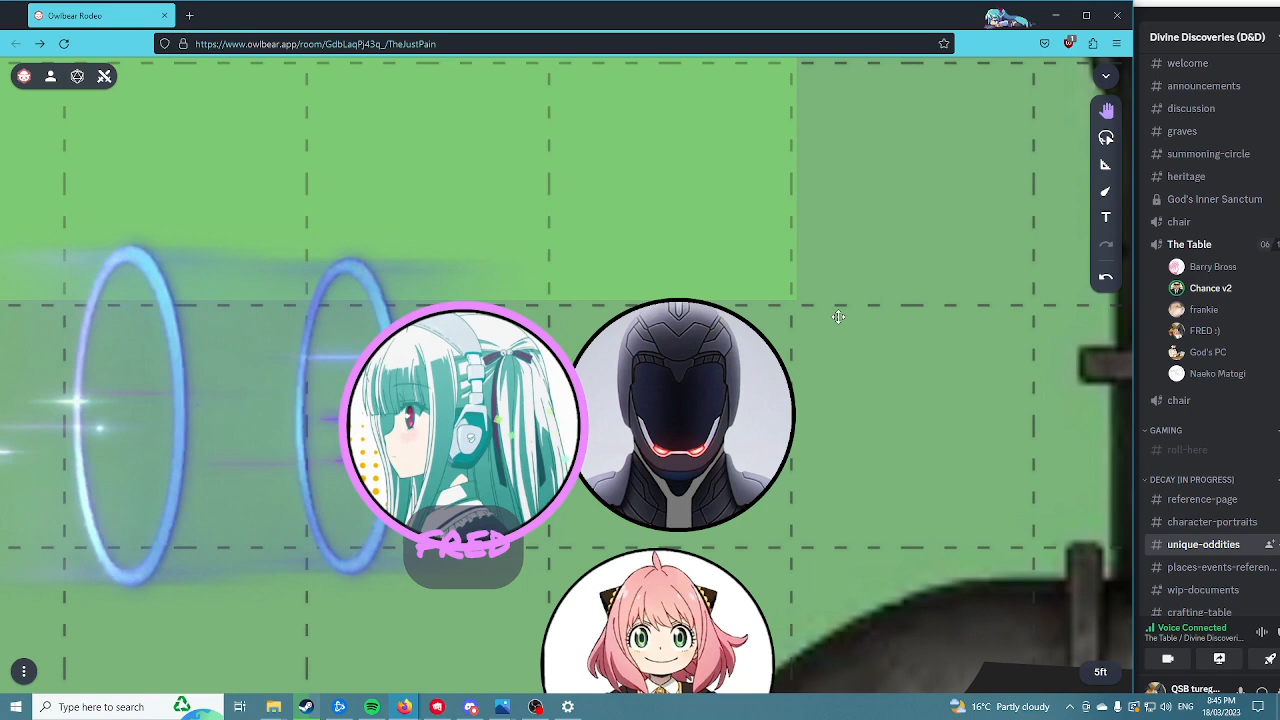 Owlbear Rodeo
https://www.owlbear.app/room/GdbLaqPj43q_/TheJustPain
FRED
5ft
Divine Discoveries (D&D)
welcome
announcements
discussion
graves
summoning-circle
heritage
God's Inner Sanctum
chair
The Table 06
Barry Bross
Chance v2
frankie
FRED :)
God's PC
Naeko Matogi
chair
GAMING
roll-here
DECAY [IN PROGRESS]
reference-page
character-portraits
unique-oddities
places-events-referen...
wip-documents
crafting-table
Voice Connected
The Table / Divine Discoveri...
QSB tureg...
Type here to search
16°C Partly cloudy
ENG
8:45 PM
18/03/2023